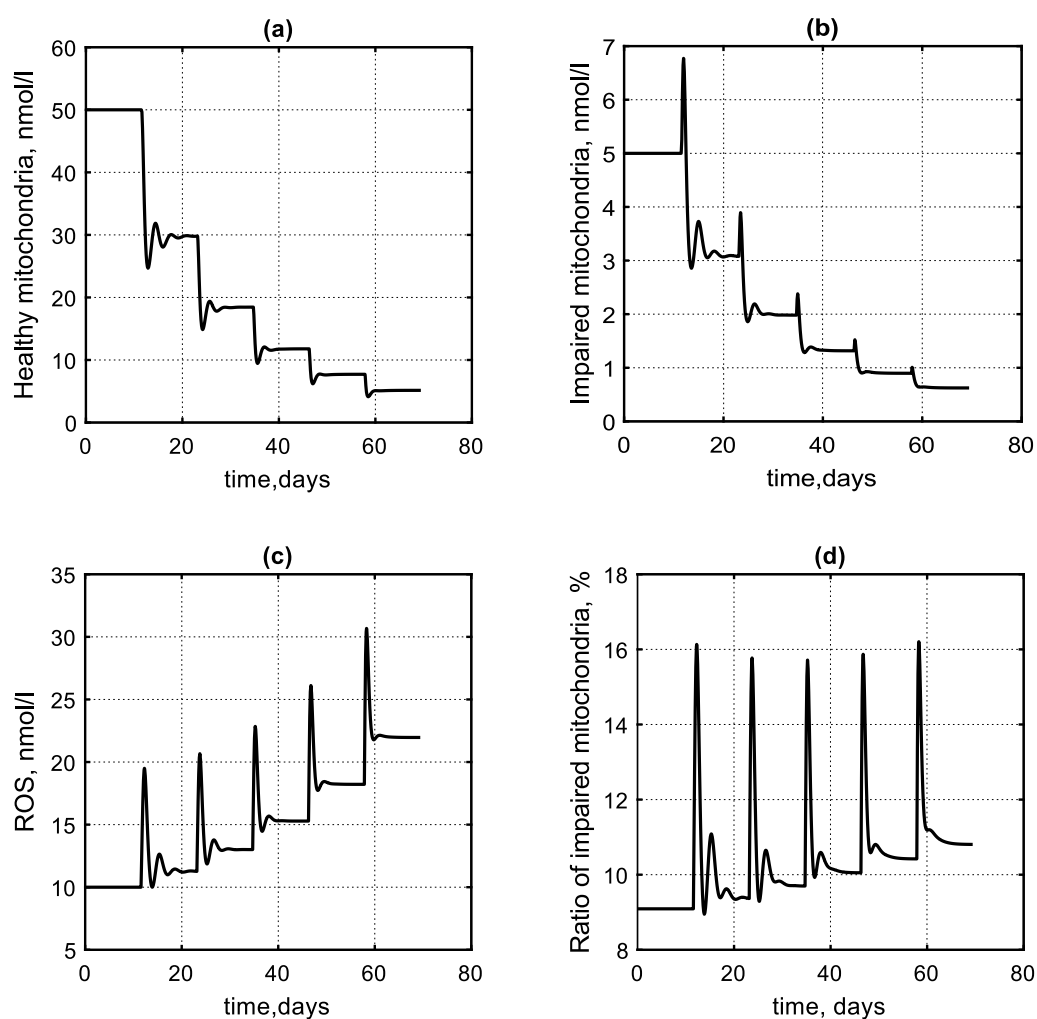 (a)
Healthy mitochondria, nmol/l
60
50
40
30
20
10
0
0 20 40 60 80
time,days
(b)
Impaired mitochondria, nmol/l
7
6
5
4
3
2
1
0
0 20 40 60 80
time,days
(c)
ROS, nmol/l
35
30
25
20
15
10
5
0 20 40 60 80
time,days
(d)
Ratio of impaired mitochondria, %
18
16
14
12
10
8
0 20 40 60 80
time, days